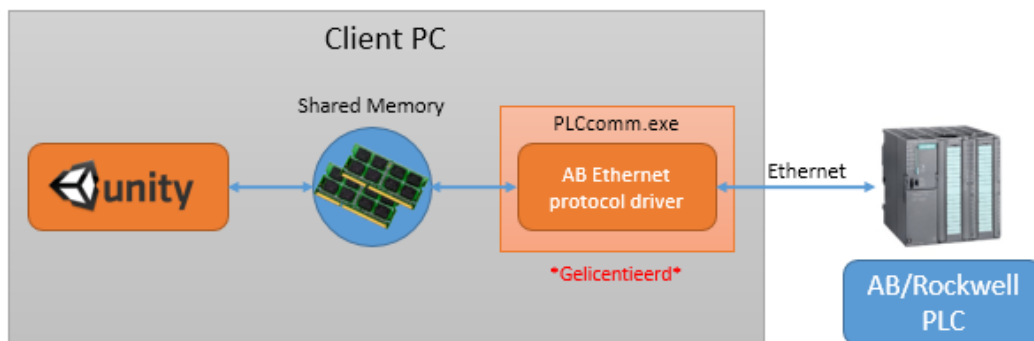 Client PC
Shared Memory
unity
PLCcomm.exe
AB Ethernet
protocol driver
*Gelicentieerd*
Ethernet
AB/Rockwell
PLC